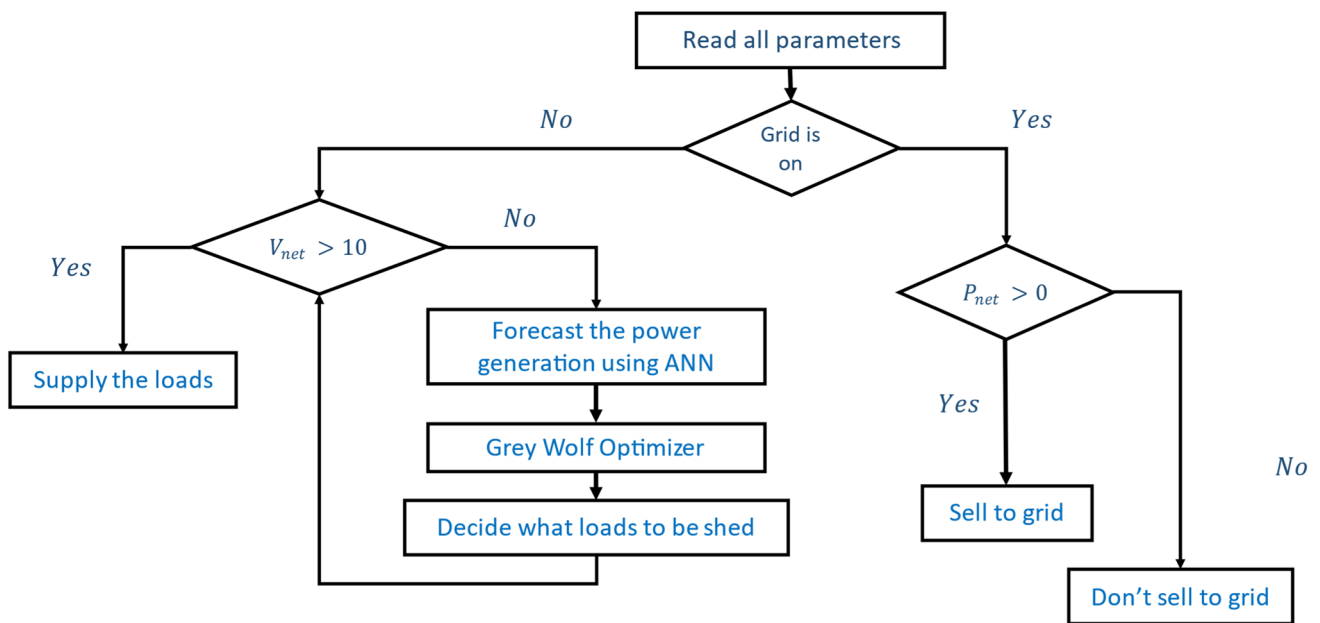 Read all parameters
No
Yes
Grid is
on
No
Yes
V_net > 10
P_net > 0
Forecast the power
generation using ANN
Supply the loads
Yes
Grey Wolf Optimizer
No
Sell to grid
Decide what loads to be shed
Don’t sell to grid